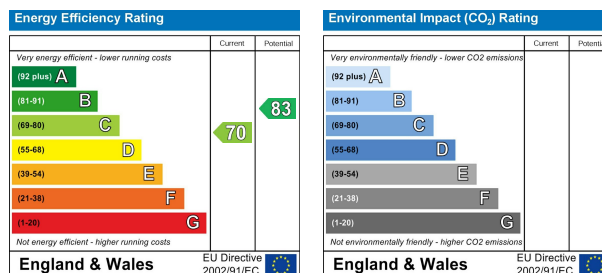 Energy Efficiency Rating
Current Potential
Very energy efficient - lower running costs
(92 plus) A
(81-91) B
(69-80) C
(55-68) D
(39-54) E
(21-38) F
(1-20) G
70
83
Not energy efficient - higher running costs
England & Wales
EU Directive
2002/91/EC
Environmental Impact (CO₂) Rating
Current Potential
Very environmentally friendly - lower CO2 emissions
(92 plus) A
(81-91) B
(69-80) C
(55-68) D
(39-54) E
(21-38) F
(1-20) G
Not environmentally friendly - higher CO2 emissions
England & Wales
EU Directive
2002/91/EC